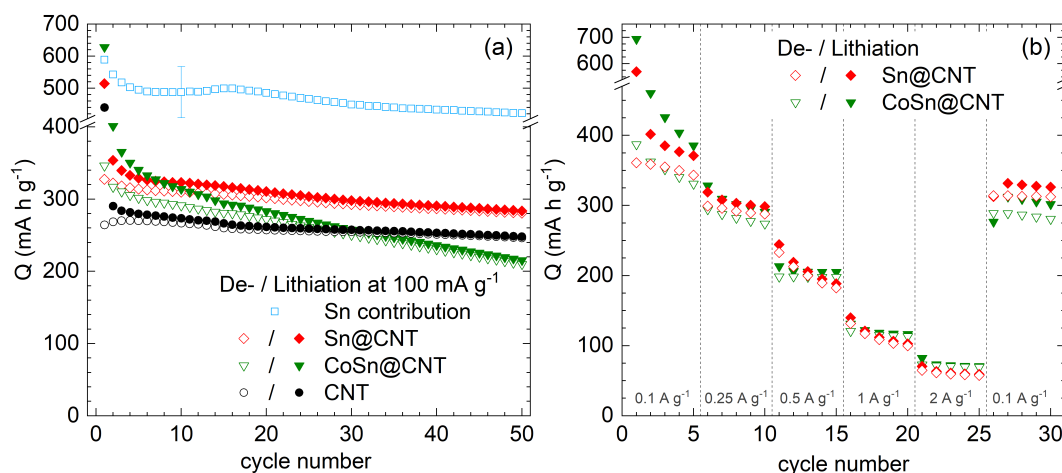 700
600
500
400
300
200
100
0
Q (mA h g⁻¹)
(a)
De- / Lithiation at 100 mA g⁻¹
Sn contribution
/ Sn@CNT
/ CoSn@CNT
/ CNT
0 10 20 30 40 50
cycle number
700
600
400
300
200
100
0
Q (mA h g⁻¹)
(b)
De- / Lithiation
/ Sn@CNT
/ CoSn@CNT
0.1 A g⁻¹ 0.25 A g⁻¹ 0.5 A g⁻¹ 1 A g⁻¹ 2 A g⁻¹ 0.1 A g⁻¹
0 5 10 15 20 25 30
cycle number